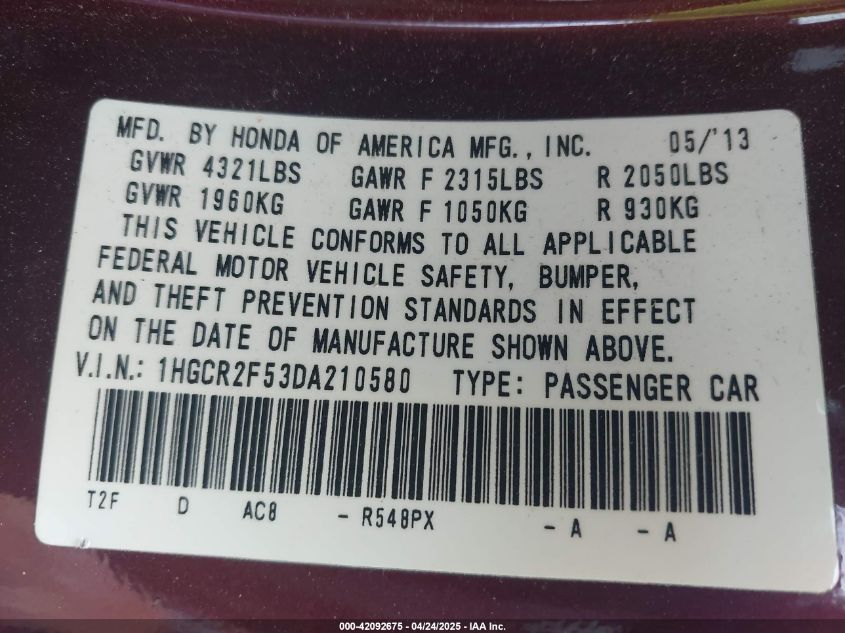 MFD. BY HONDA OF AMERICA MFG., INC. 05/'13
GVWR 4321LBS GAWR F 2315LBS R 2050LBS
GVWR 1960KG GAWR F 1050KG R 930KG
THIS VEHICLE CONFORMS TO ALL APPLICABLE
FEDERAL MOTOR VEHICLE SAFETY, BUMPER,
AND THEFT PREVENTION STANDARDS IN EFFECT
ON THE DATE OF MANUFACTURE SHOWN ABOVE.
V.I.N.: 1HGCR2F53DA210580 TYPE: PASSENGER CAR
T2F D AC8 - R548PX - A - A
000-42092675 - 04/24/2025 - IAA Inc.